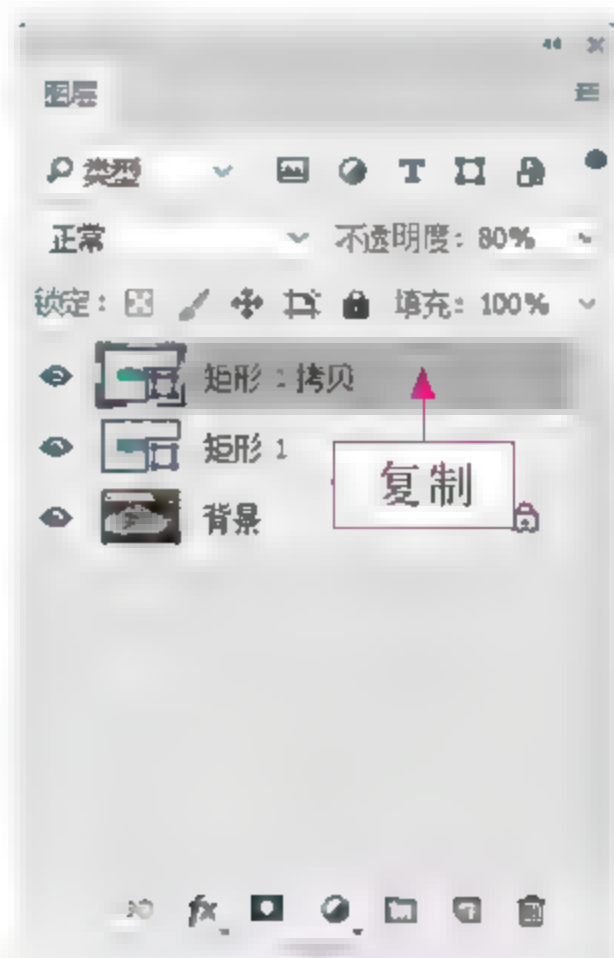 图层
类型
正常 不透明度: 80%
锁定: 填充: 100%
矩形 1 拷贝
矩形 1
复制
背景
fx